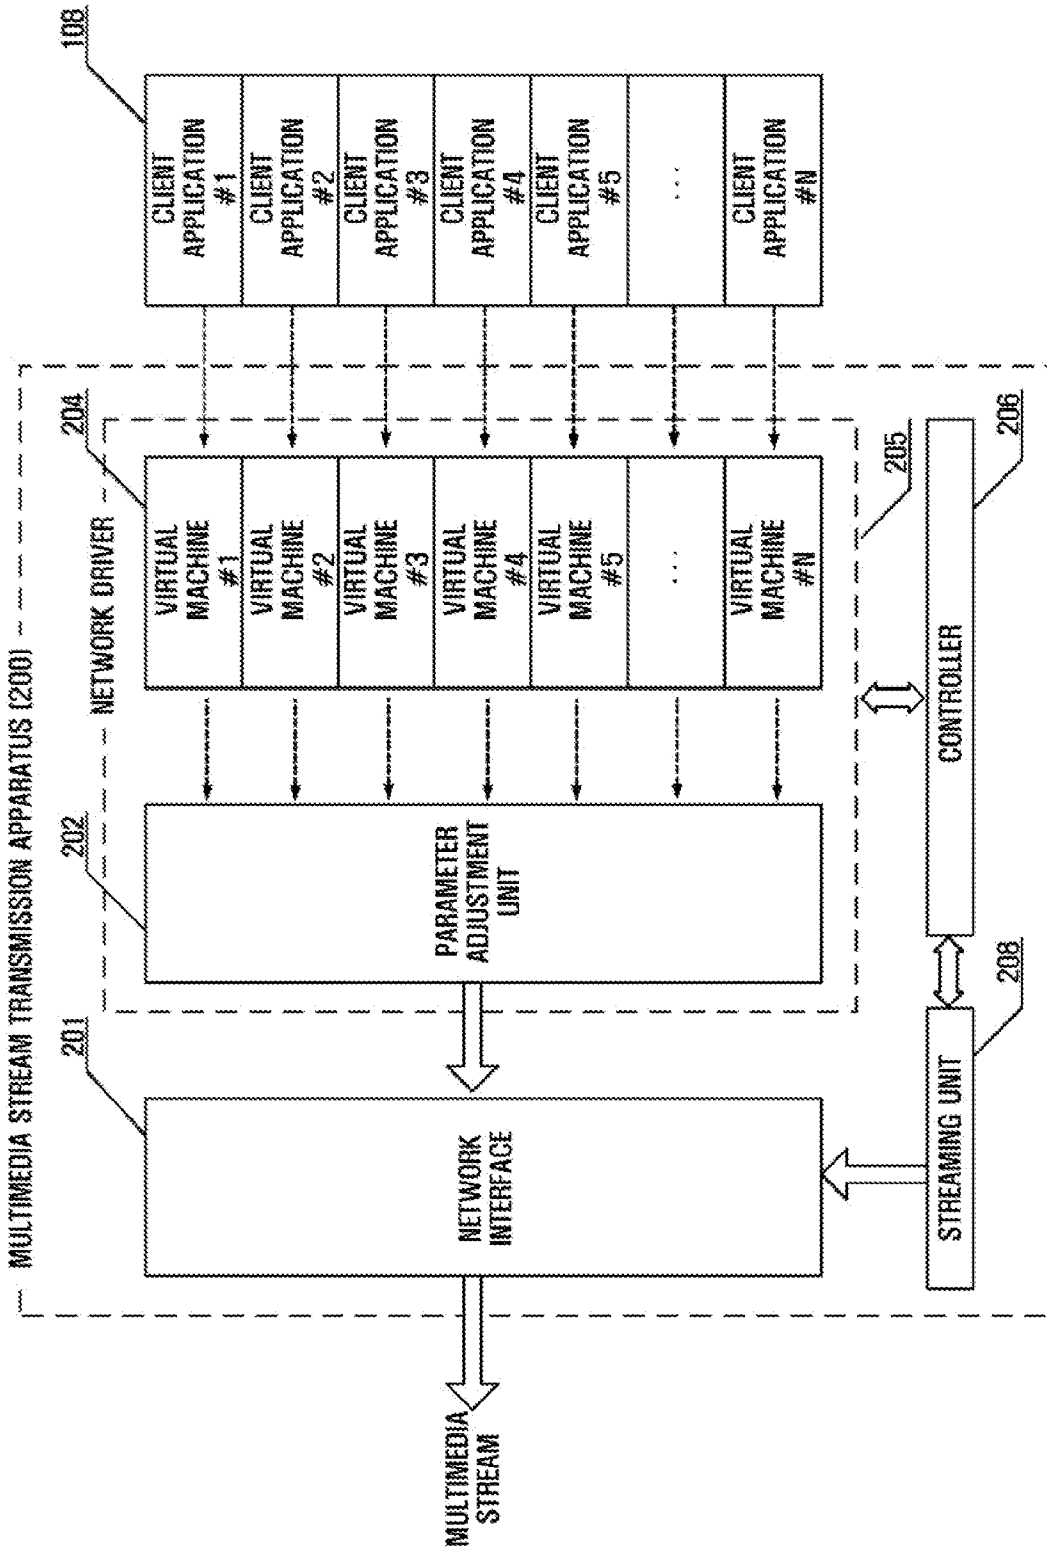 MULTIMEDIA STREAM TRANSMISSION APPARATUS (200)
201
202
204
108
NETWORK DRIVER
MULTIMEDIA
STREAM
NETWORK
INTERFACE
PARAMETER
ADJUSTMENT
UNIT
VIRTUAL
MACHINE
#1
VIRTUAL
MACHINE
#2
VIRTUAL
MACHINE
#3
VIRTUAL
MACHINE
#4
VIRTUAL
MACHINE
#5
...
VIRTUAL
MACHINE
#N
CLIENT
APPLICATION
#1
CLIENT
APPLICATION
#2
CLIENT
APPLICATION
#3
CLIENT
APPLICATION
#4
CLIENT
APPLICATION
#5
...
CLIENT
APPLICATION
#N
205
STREAMING UNIT
CONTROLLER
208
206